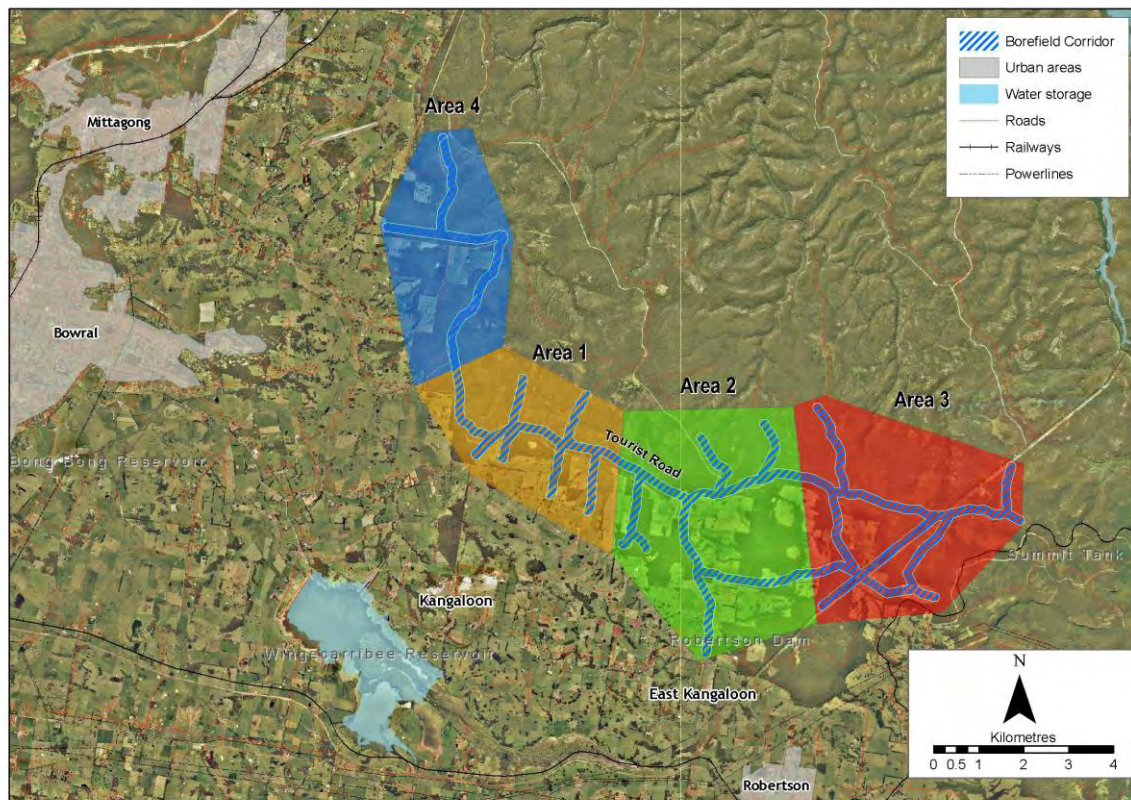 Borefield Corridor
Urban areas
Water storage
Roads
Railways
Powerlines
Area 4
Mittagong
Bowral
Area 1
Area 2
Area 3
Tourist Road
Bong Bong Reservoir
Summit Tank
Kangaloon
Wingecarribee Reservoir
Robertson Dam
East Kangaloon
Robertson
N
Kilometres
0 0.5 1 2 3 4